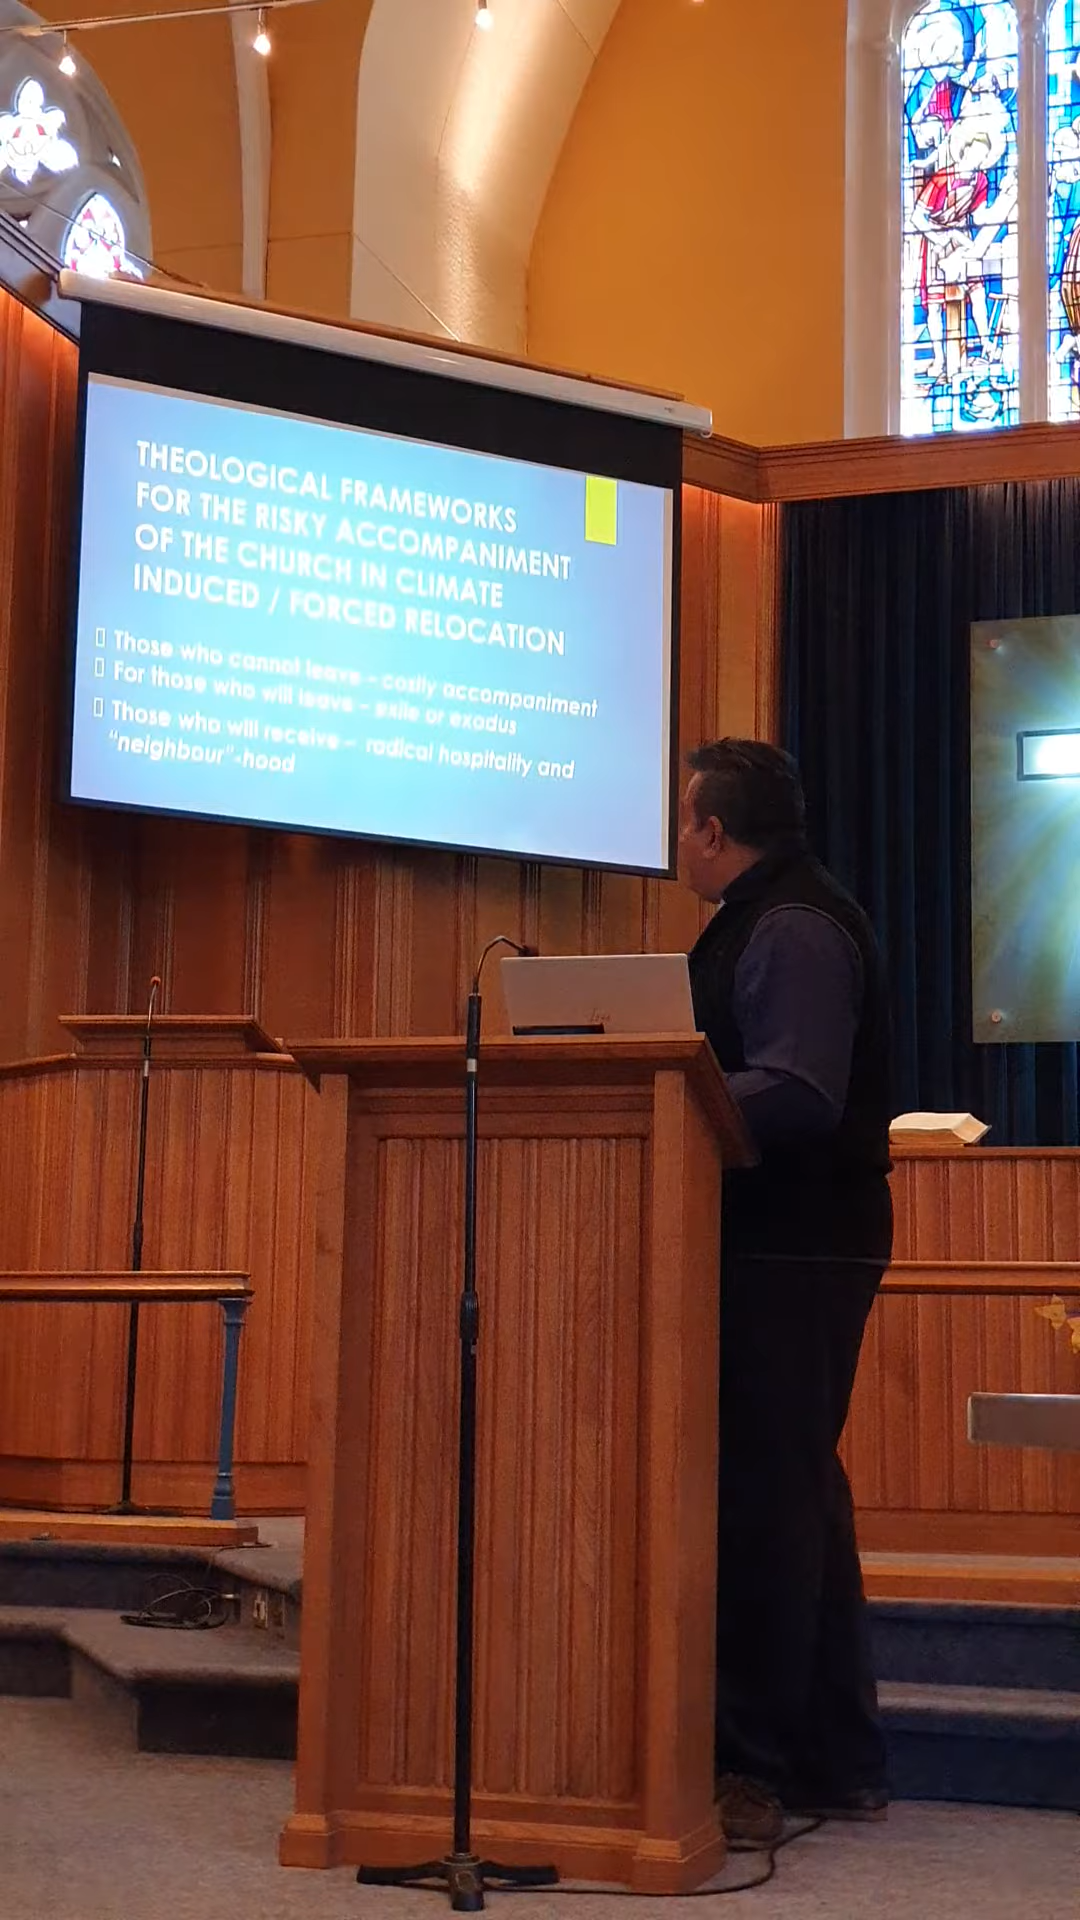 THEOLOGICAL FRAMEWORKS
FOR THE RISKY ACCOMPANIMENT
OF THE CHURCH IN CLIMATE
INDUCED / FORCED RELOCATION
Those who cannot leave – costly accompaniment
For those who will leave – exile or exodus
Those who will receive – radical hospitality and
"neighbour"-hood